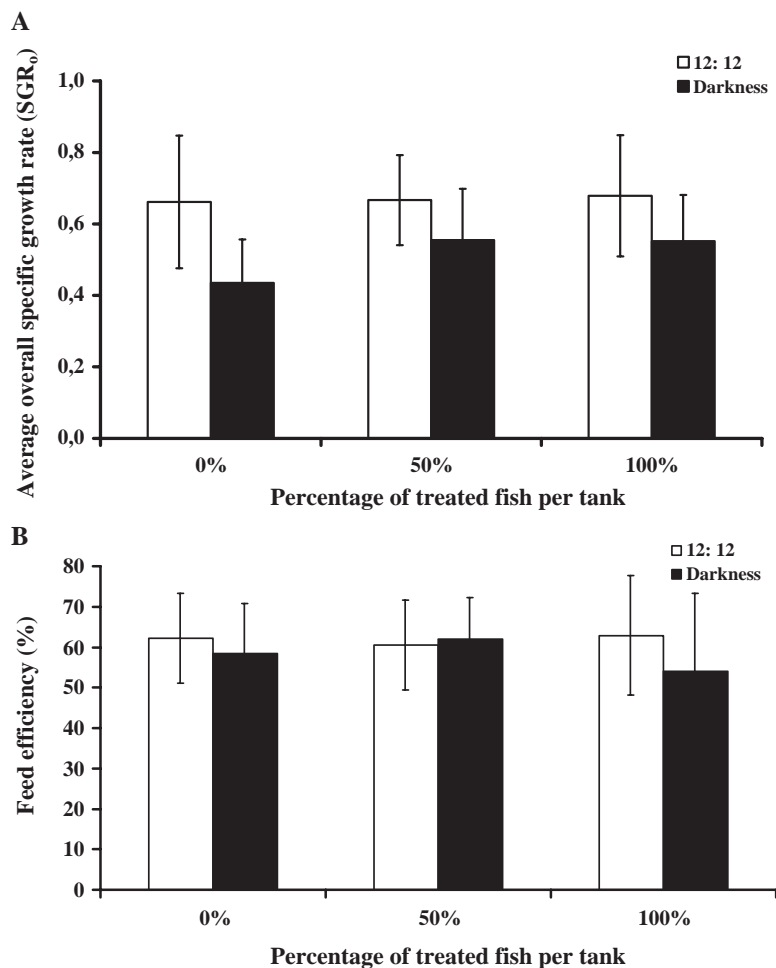 A
Average overall specific growth rate (SGRo)
1,0
0,8
0,6
0,4
0,2
0,0
12: 12
Darkness
0%
50%
100%
Percentage of treated fish per tank
B
Feed efficiency (%)
80
70
60
50
40
30
20
10
0
12: 12
Darkness
0%
50%
100%
Percentage of treated fish per tank